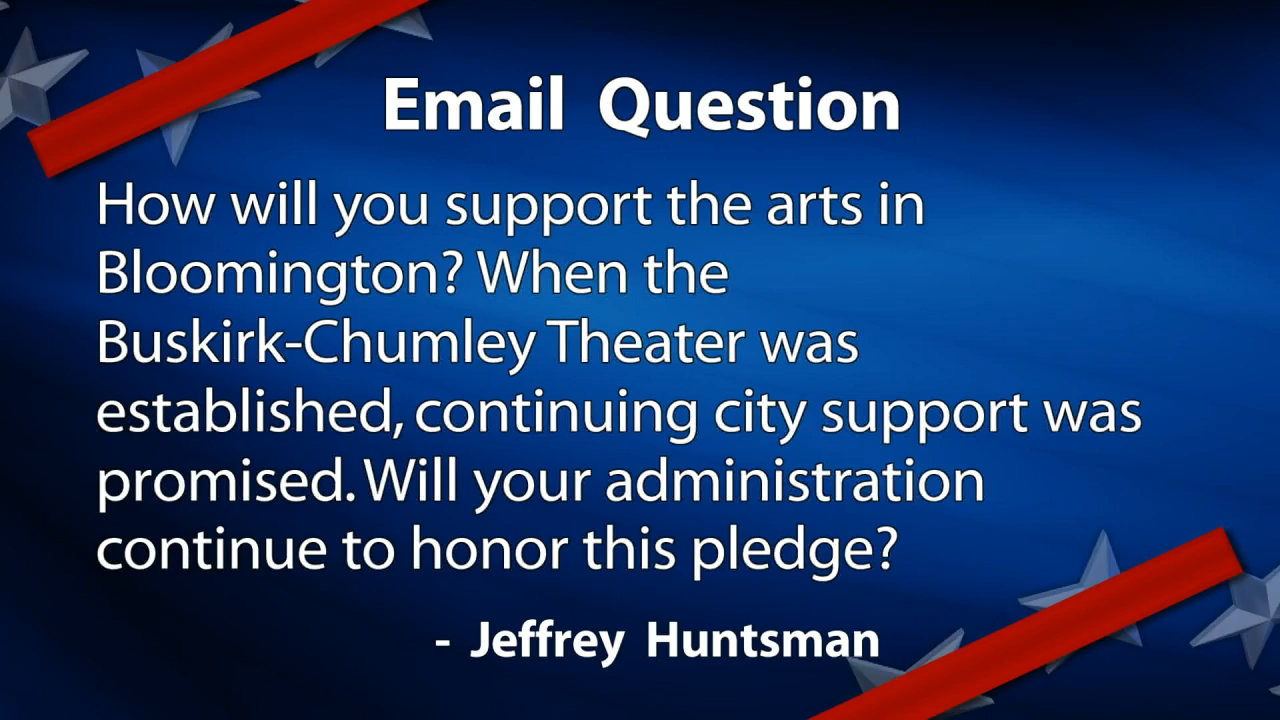 Email Question
How will you support the arts in
Bloomington? When the
Buskirk-Chumley Theater was
established, continuing city support was
promised. Will your administration
continue to honor this pledge?
- Jeffrey Huntsman